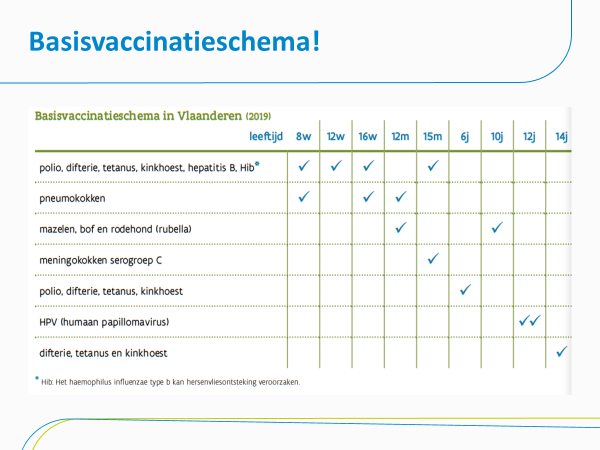 Basisvaccinatieschema!
Basisvaccinatieschema in Vlaanderen (2019)
leeftijd 8w 12w 16w 12m 15m 6j 10j 12j 14j
polio, difterie, tetanus, kinkhoest, hepatitis B, Hib* ✓ ✓ ✓ ✓
pneumokokken ✓ ✓ ✓
mazelen, bof en rodehond (rubella) ✓ ✓
meningokokken serogroep C ✓
polio, difterie, tetanus, kinkhoest ✓
HPV (humaan papillomavirus) ✓✓
difterie, tetanus en kinkhoest ✓
* Hib: Het haemophilus influenzae type b kan hersenvliesontsteking veroorzaken.